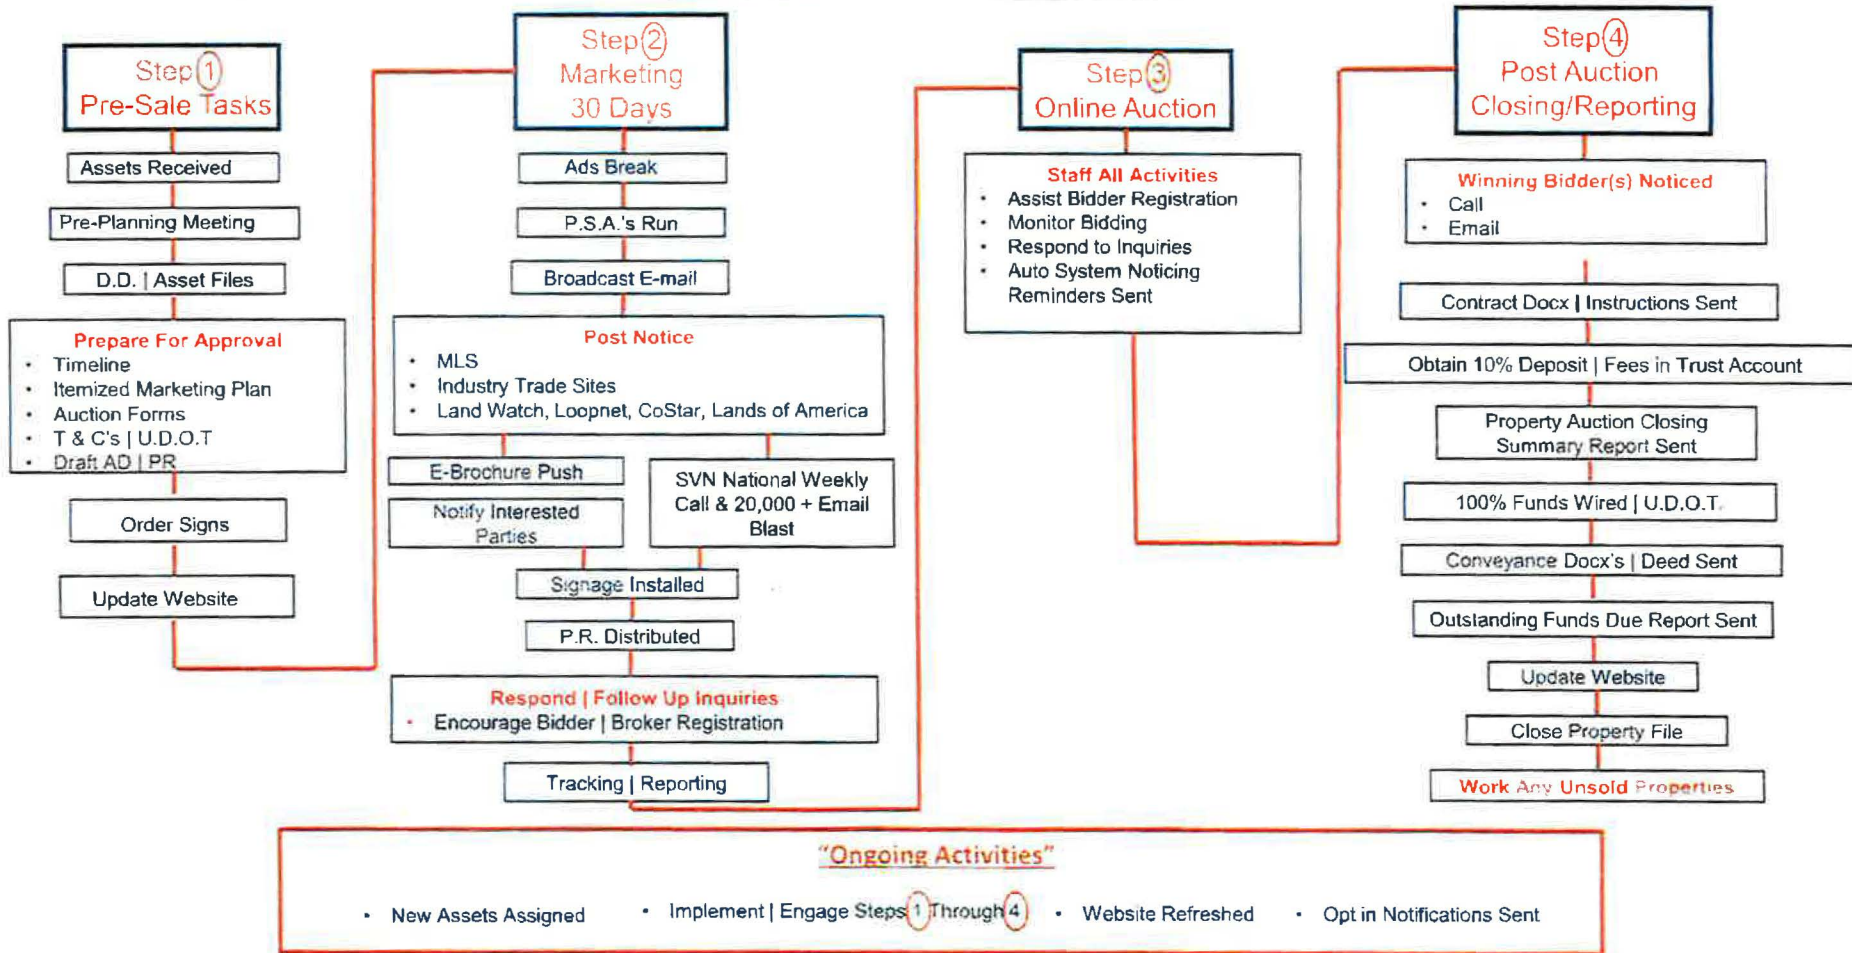 Step 1
Pre-Sale Tasks
Assets Received
Pre-Planning Meeting
D.D. | Asset Files
Prepare For Approval
• Timeline
• Itemized Marketing Plan
• Auction Forms
• T & C's | U.D.O.T
• Draft AD | PR
Order Signs
Update Website
Step 2
Marketing
30 Days
Ads Break
P.S.A.'s Run
Broadcast E-mail
Post Notice
• MLS
• Industry Trade Sites
• Land Watch, Loopnet, CoStar, Lands of America
E-Brochure Push
Notify Interested
Parties
SVN National Weekly
Call & 20,000 + Email
Blast
Signage Installed
P.R. Distributed
Respond | Follow Up Inquiries
• Encourage Bidder | Broker Registration
Tracking | Reporting
Step 3
Online Auction
Staff All Activities
• Assist Bidder Registration
• Monitor Bidding
• Respond to Inquiries
• Auto System Noticing
Reminders Sent
Step 4
Post Auction
Closing/Reporting
Winning Bidder(s) Noticed
• Call
• Email
Contract Docx | Instructions Sent
Obtain 10% Deposit | Fees in Trust Account
Property Auction Closing
Summary Report Sent
100% Funds Wired | U.D.O.T.
Conveyance Docx's | Deed Sent
Outstanding Funds Due Report Sent
Update Website
Close Property File
Work Any Unsold Properties
"Ongoing Activities"
• New Assets Assigned • Implement | Engage Steps 1 Through 4 • Website Refreshed • Opt in Notifications Sent